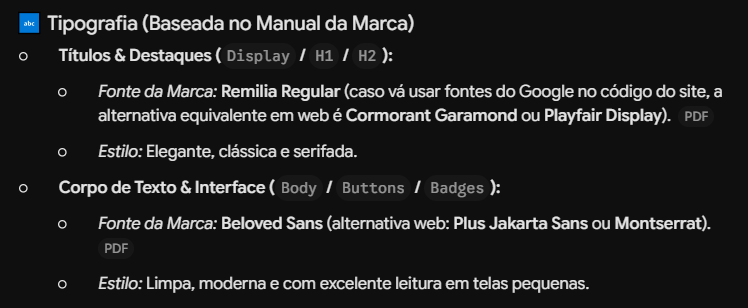 abc Tipografia (Baseada no Manual da Marca)
Títulos & Destaques ( Display / H1 / H2 ):
Fonte da Marca: Remilia Regular (caso vá usar fontes do Google no código do site, a
alternativa equivalente em web é Cormorant Garamond ou Playfair Display). PDF
Estilo: Elegante, clássica e serifada.
Corpo de Texto & Interface ( Body / Buttons / Badges ):
Fonte da Marca: Beloved Sans (alternativa web: Plus Jakarta Sans ou Montserrat).
PDF
Estilo: Limpa, moderna e com excelente leitura em telas pequenas.